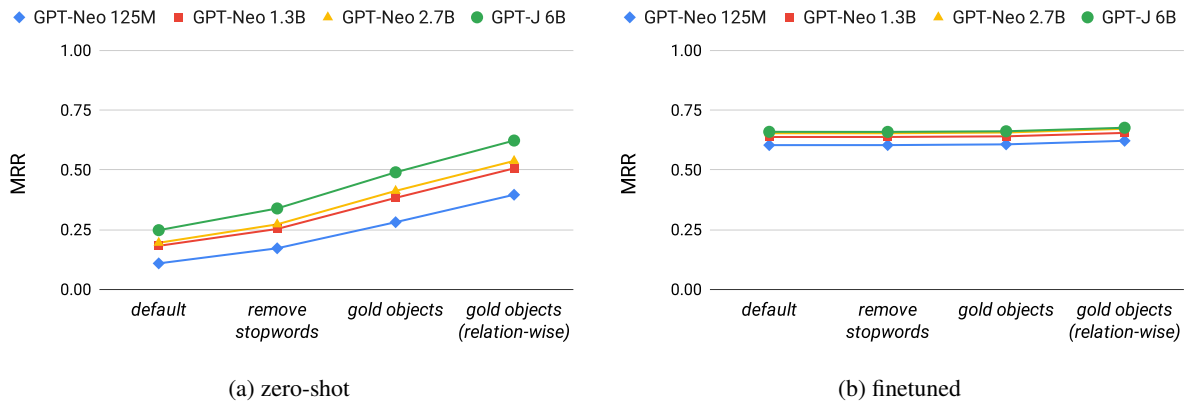 GPT-Neo 125M GPT-Neo 1.3B GPT-Neo 2.7B GPT-J 6B
1.00
0.75
0.50
0.25
0.00
MRR
default
remove stopwords
gold objects
gold objects (relation-wise)
(a) zero-shot
GPT-Neo 125M GPT-Neo 1.3B GPT-Neo 2.7B GPT-J 6B
1.00
0.75
0.50
0.25
0.00
MRR
default
remove stopwords
gold objects
gold objects (relation-wise)
(b) finetuned